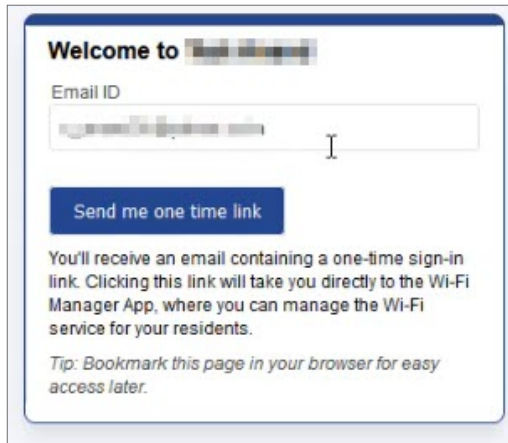 Welcome to
Email ID
Send me one time link
You'll receive an email containing a one-time sign-in
link. Clicking this link will take you directly to the Wi-Fi
Manager App, where you can manage the Wi-Fi
service for your residents.
Tip: Bookmark this page in your browser for easy
access later.